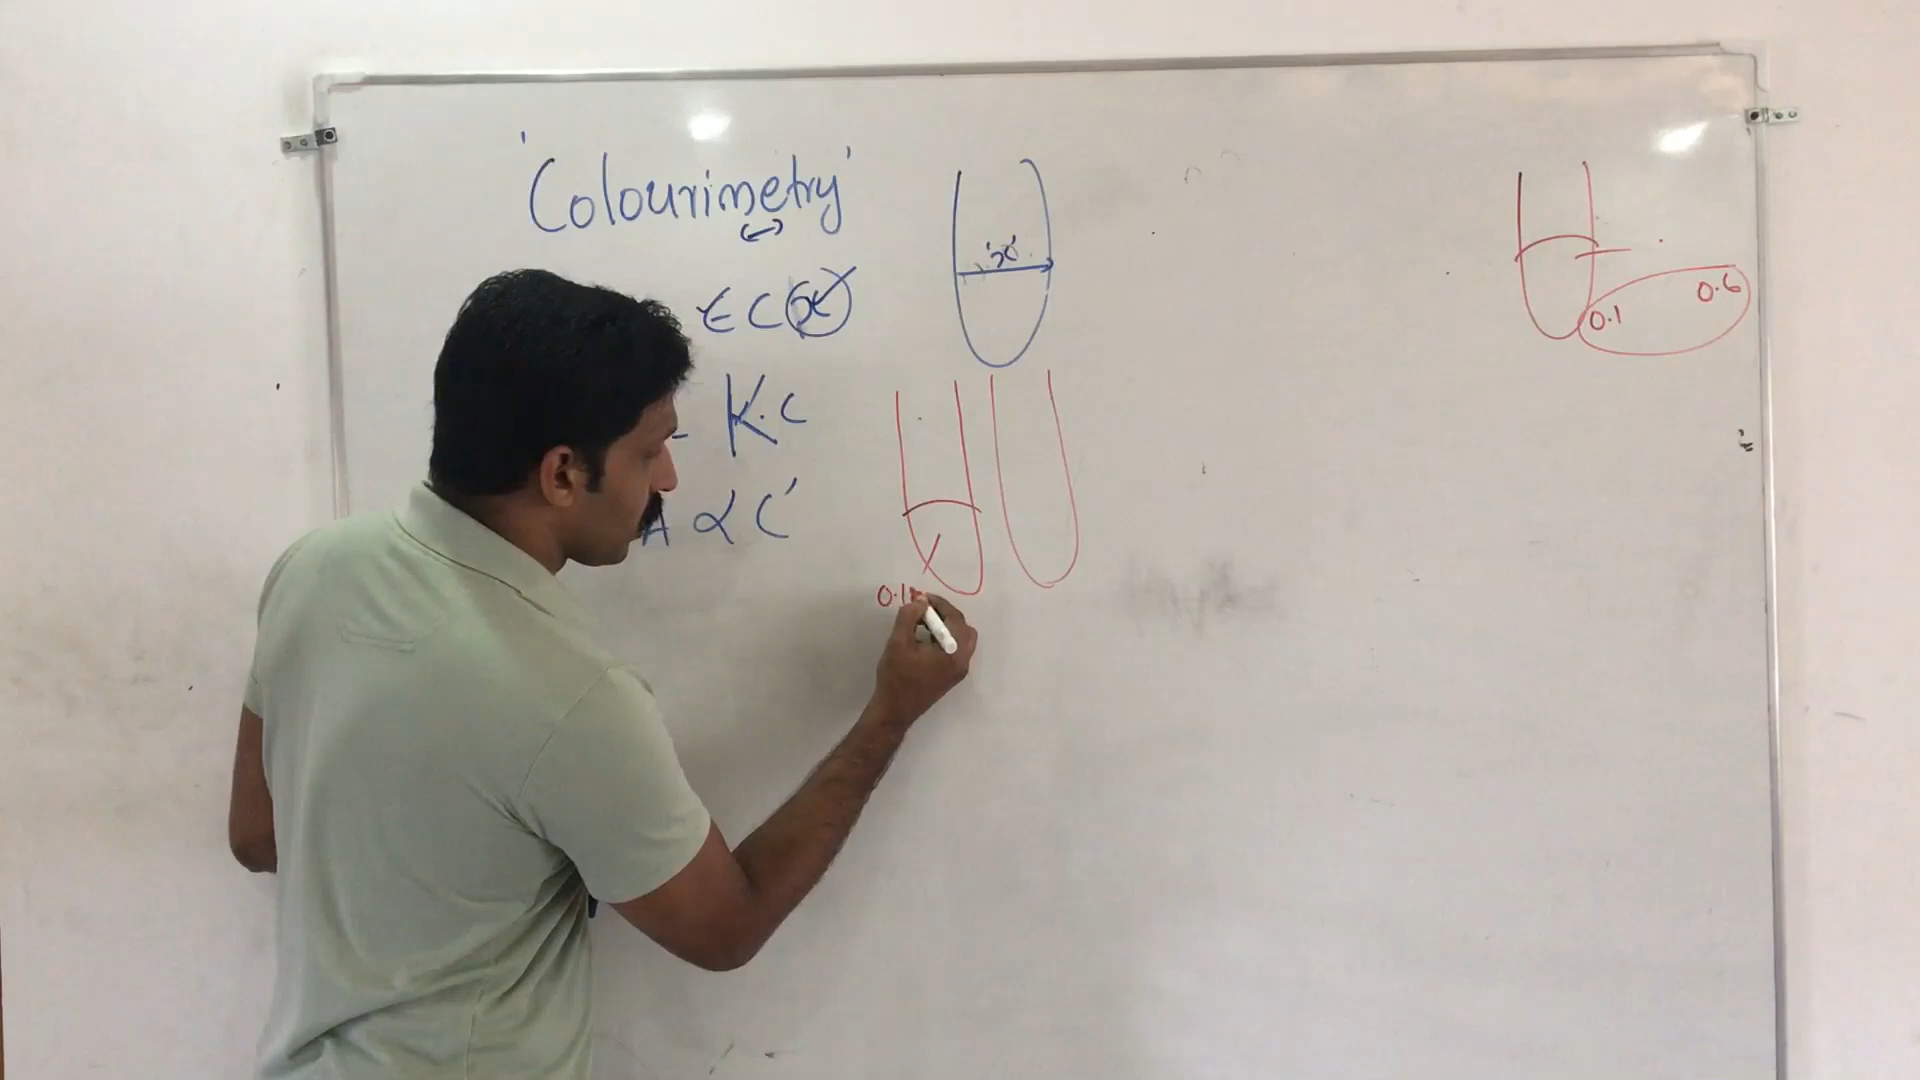 'Colourimetry'
'x'
ϵ C x
- K.C
A ∝ C'
0.1
0.1
0.6